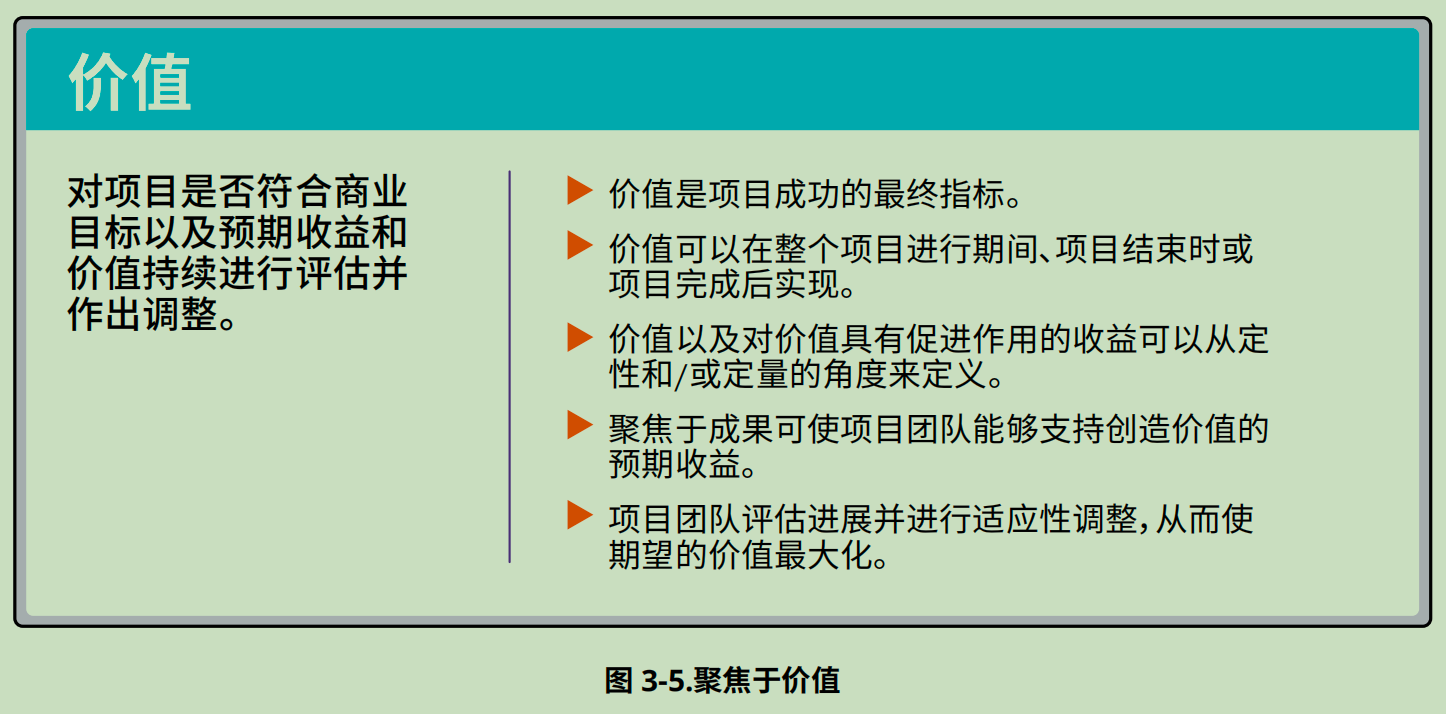 价值
对项目是否符合商业
目标以及预期收益和
价值持续进行评估并
作出调整。
价值是项目成功的最终指标。
价值可以在整个项目进行期间、项目结束时或
项目完成后实现。
价值以及对价值具有促进作用的收益可以从定
性和/或定量的角度来定义。
聚焦于成果可使项目团队能够支持创造价值的
预期收益。
项目团队评估进展并进行适应性调整，从而使
期望的价值最大化。
图 3-5.聚焦于价值